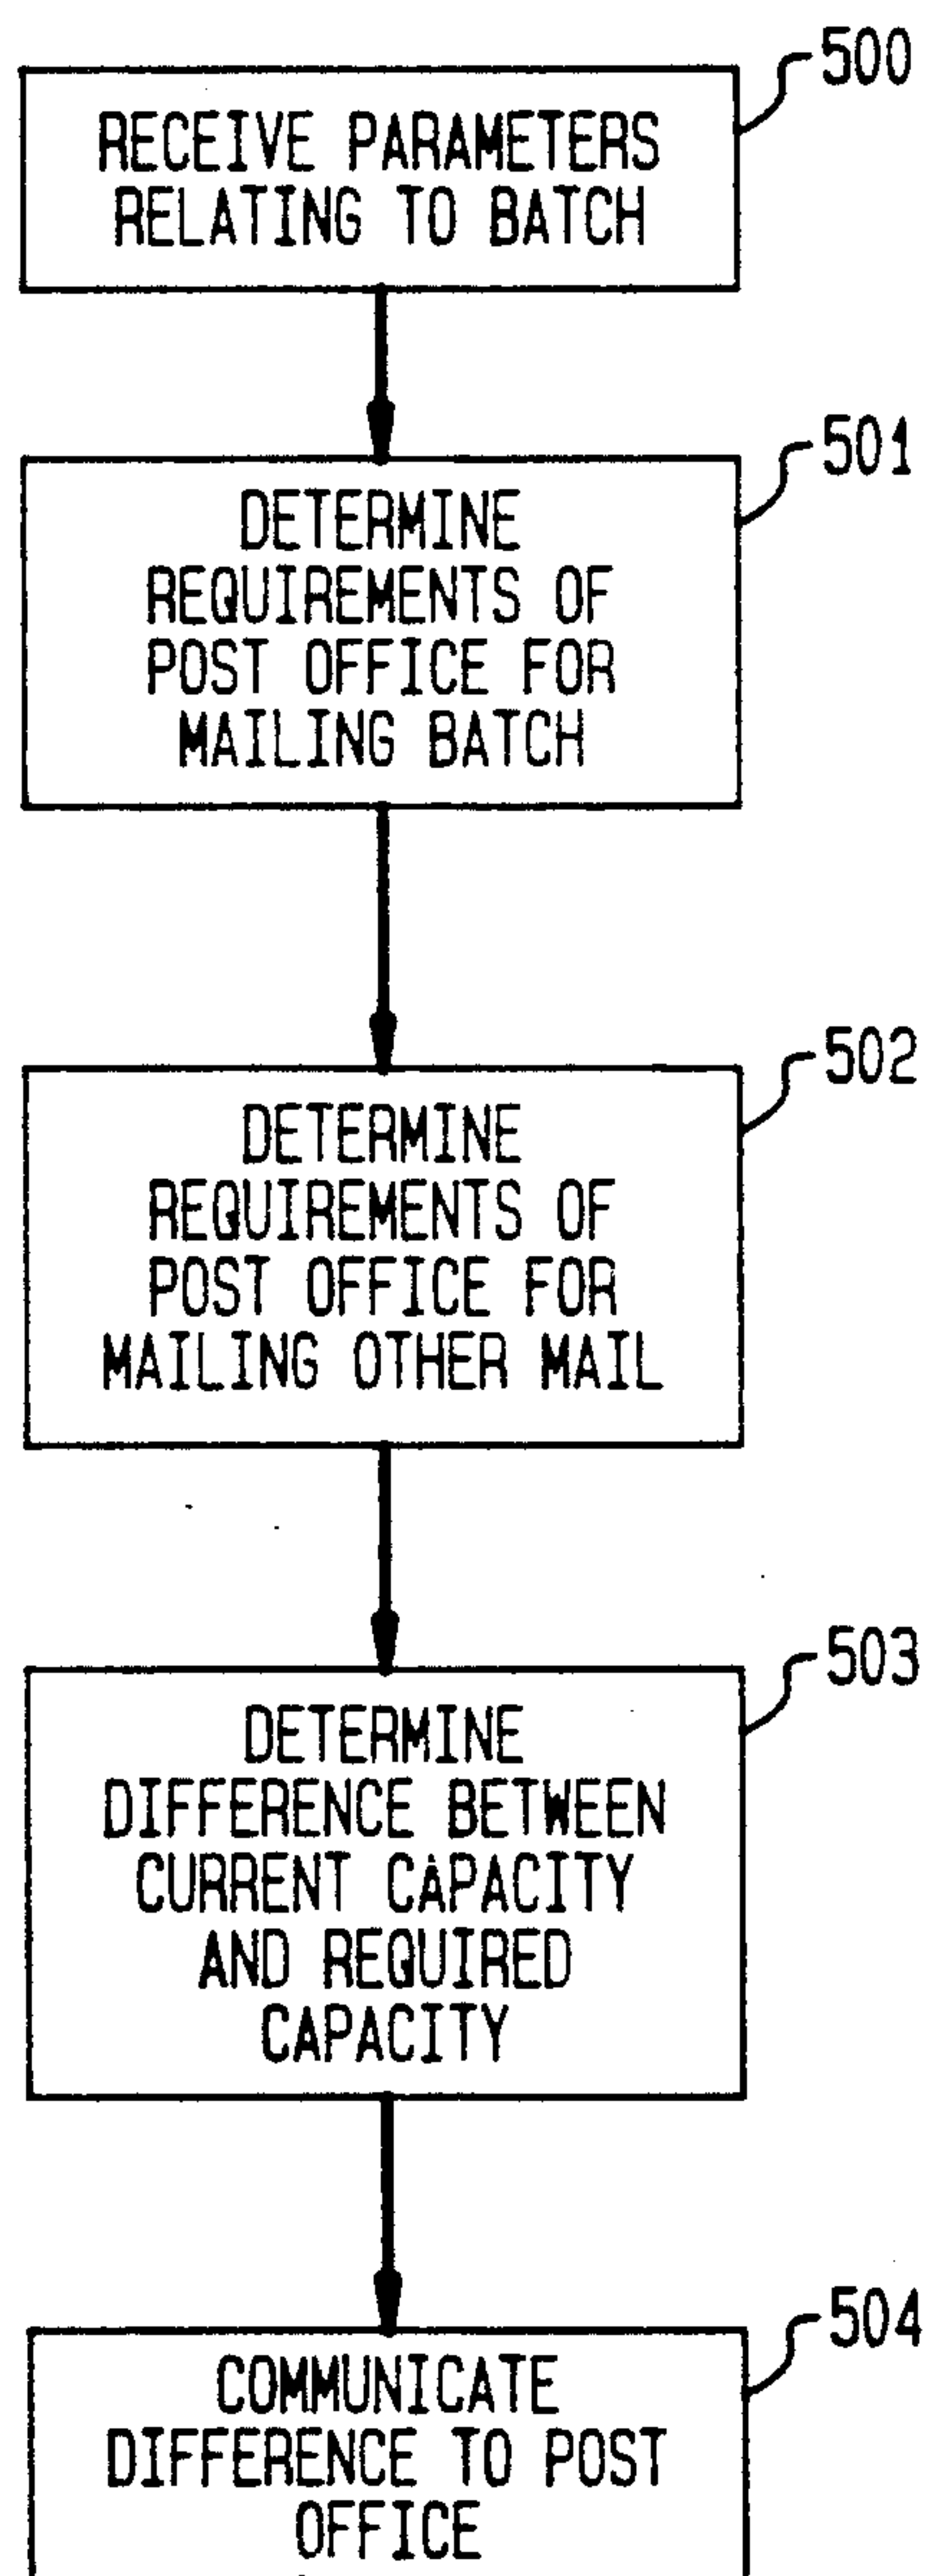 500
RECEIVE PARAMETERS
RELATING TO BATCH
501
DETERMINE
REQUIREMENTS OF
POST OFFICE FOR
MAILING BATCH
502
DETERMINE
REQUIREMENTS OF
POST OFFICE FOR
MAILING OTHER MAIL
503
DETERMINE
DIFFERENCE BETWEEN
CURRENT CAPACITY
AND REQUIRED
CAPACITY
504
COMMUNICATE
DIFFERENCE TO POST
OFFICE